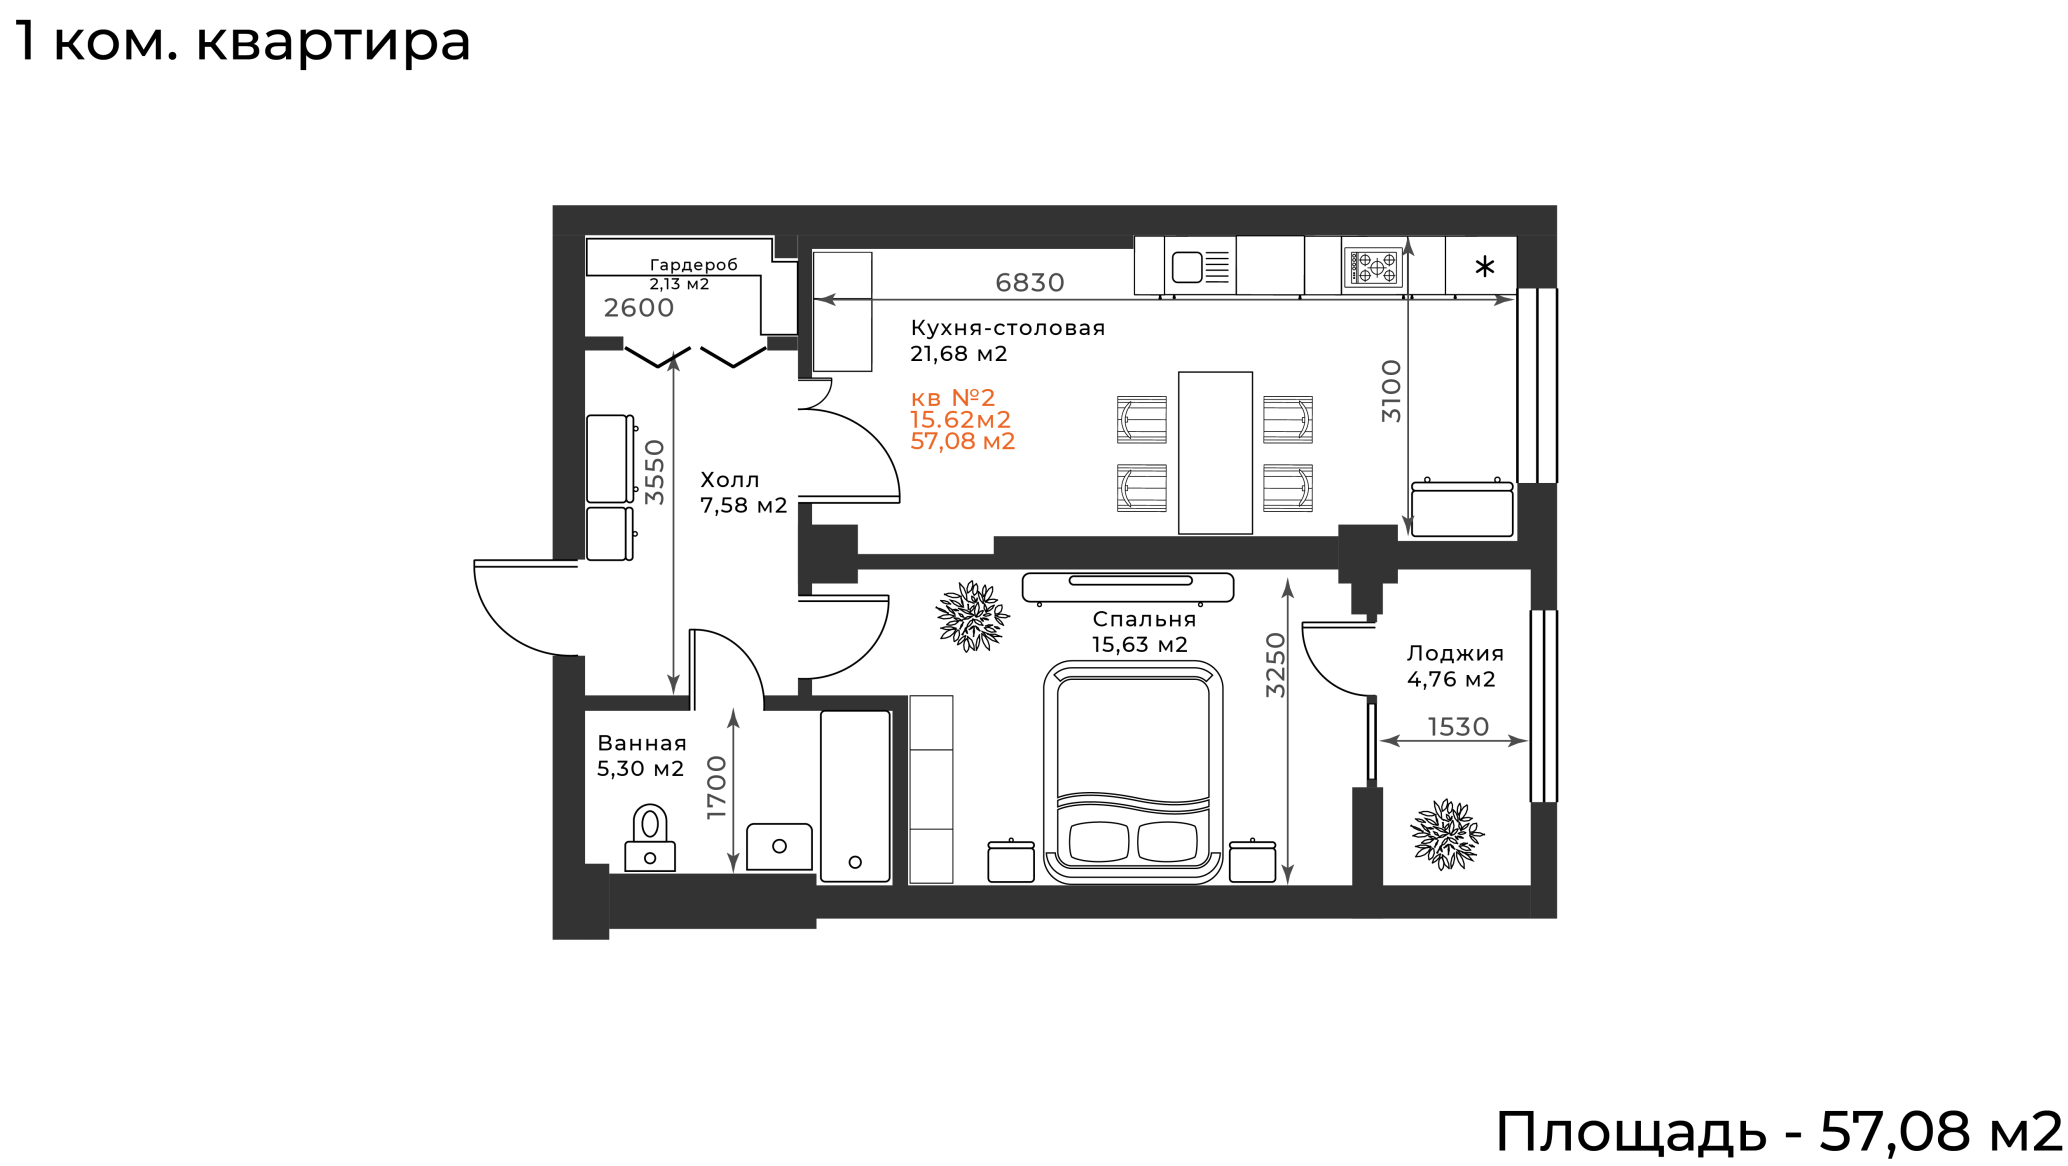 1 ком. квартира
Гардероб
2,13 м2
2600
6830
Кухня-столовая
21,68 м2
кв №2
15.62м2
57,08 м2
3100
3550
Холл
7,58 м2
Спальня
15,63 м2
3250
Лоджия
4,76 м2
1530
Ванная
5,30 м2
1700
Площадь - 57,08 м2